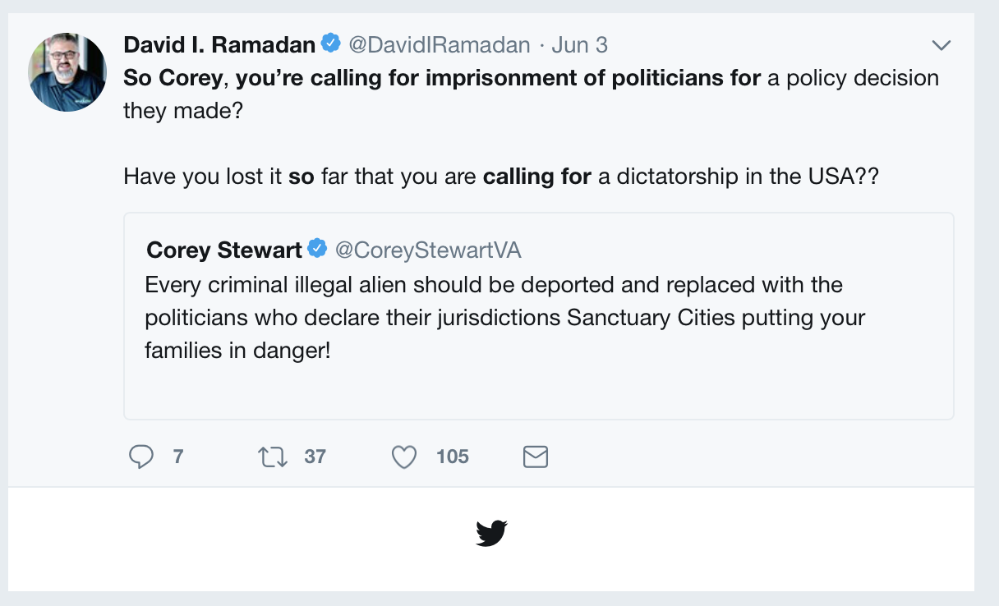 David I. Ramadan @DavidIRamadan · Jun 3
So Corey, you’re calling for imprisonment of politicians for a policy decision
they made?
Have you lost it so far that you are calling for a dictatorship in the USA??
Corey Stewart @CoreyStewartVA
Every criminal illegal alien should be deported and replaced with the
politicians who declare their jurisdictions Sanctuary Cities putting your
families in danger!
7 37 105